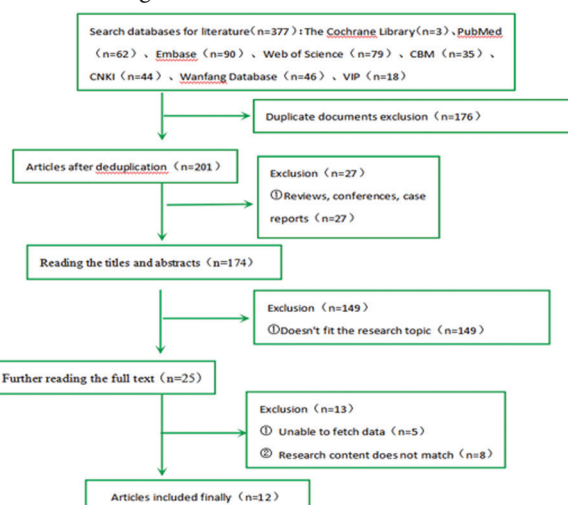 Search databases for literature(n=377):The Cochrane Library(n=3)、PubMed
（n=62）、Embase（n=90）、Web of Science（n=79）、CBM（n=35）、
CNKI（n=44）、Wanfang Database（n=46）、VIP（n=18）
Duplicate documents exclusion（n=176）
Articles after deduplication（n=201）
Exclusion（n=27）
①Reviews, conferences, case
reports（n=27）
Reading the titles and abstracts（n=174）
Exclusion（n=149）
①Doesn't fit the research topic（n=149）
Further reading the full text（n=25）
Exclusion（n=13）
① Unable to fetch data（n=5）
② Research content does not match（n=8）
Articles included finally（n=12）